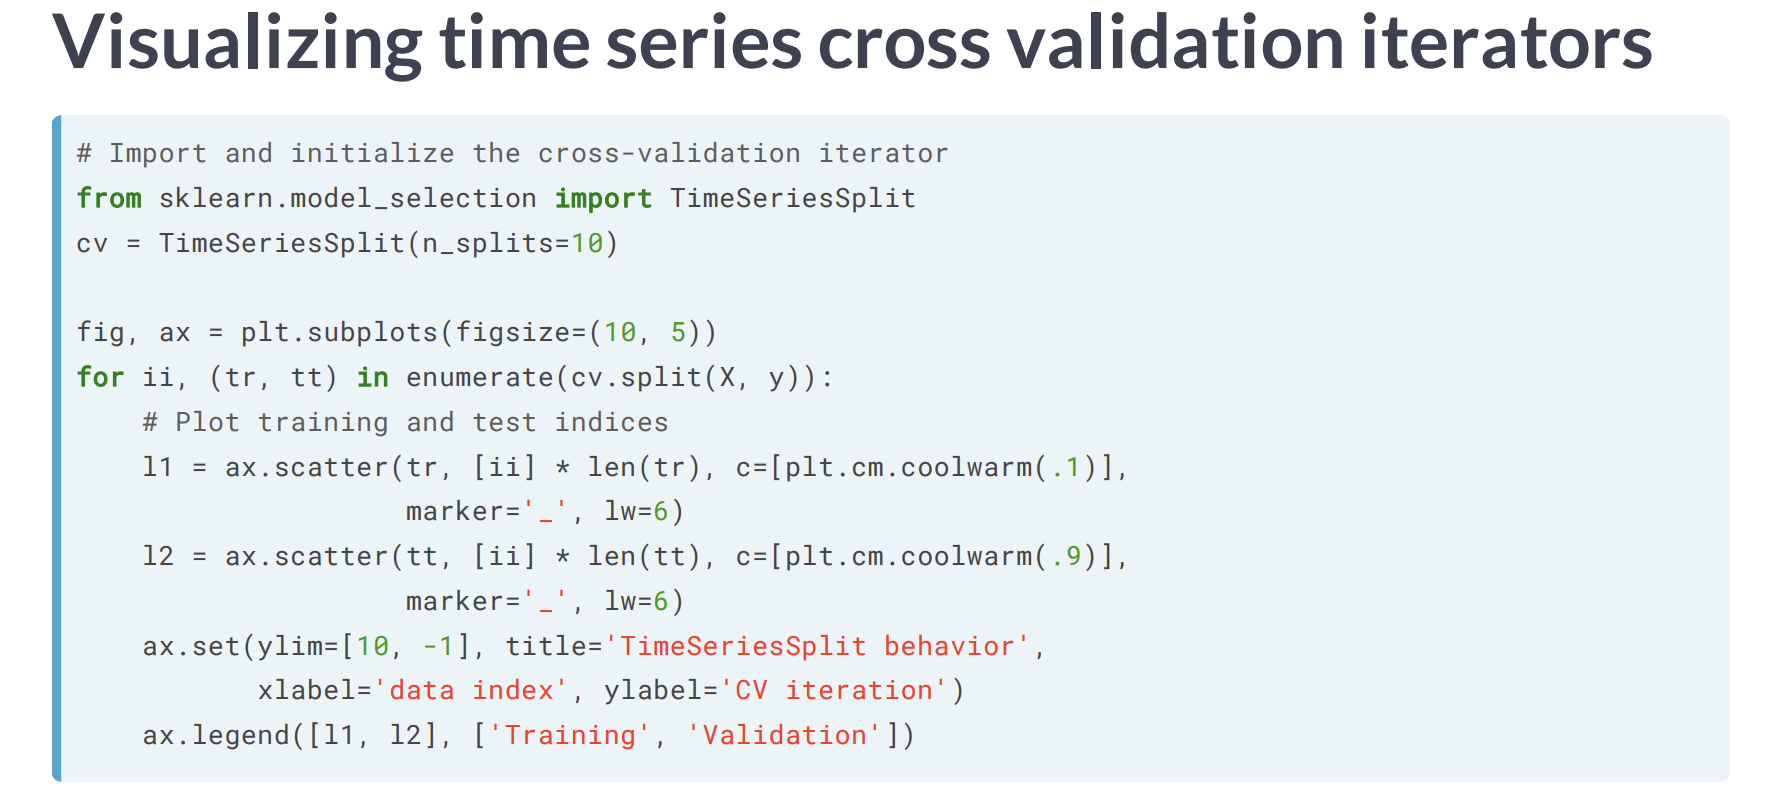 Visualizing time series cross validation iterators
# Import and initialize the cross-validation iterator
from sklearn.model_selection import TimeSeriesSplit
cv = TimeSeriesSplit(n_splits=10)

fig, ax = plt.subplots(figsize=(10, 5))
for ii, (tr, tt) in enumerate(cv.split(X, y)):
    # Plot training and test indices
    l1 = ax.scatter(tr, [ii] * len(tr), c=[plt.cm.coolwarm(.1)],
                    marker='_', lw=6)
    l2 = ax.scatter(tt, [ii] * len(tt), c=[plt.cm.coolwarm(.9)],
                    marker='_', lw=6)
    ax.set(ylim=[10, -1], title='TimeSeriesSplit behavior',
           xlabel='data index', ylabel='CV iteration')
    ax.legend([l1, l2], ['Training', 'Validation'])